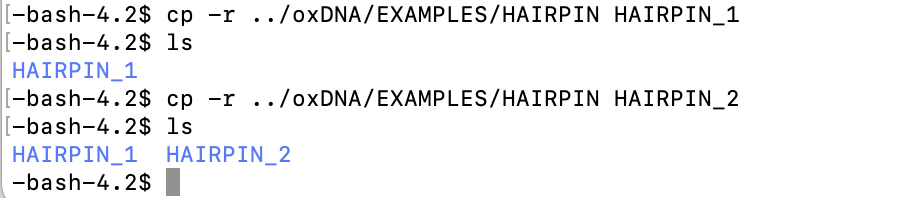 [-bash-4.2$ cp -r ../oxDNA/EXAMPLES/HAIRPIN HAIRPIN_1
[-bash-4.2$ ls
HAIRPIN_1
[-bash-4.2$ cp -r ../oxDNA/EXAMPLES/HAIRPIN HAIRPIN_2
[-bash-4.2$ ls
HAIRPIN_1  HAIRPIN_2
-bash-4.2$